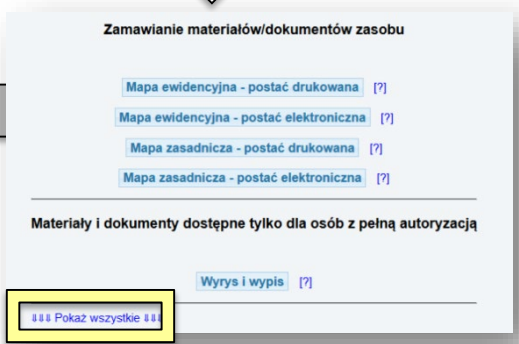 Zamawianie materiałów/dokumentów zasobu
Mapa ewidencyjna - postać drukowana [?]
Mapa ewidencyjna - postać elektroniczna [?]
Mapa zasadnicza - postać drukowana [?]
Mapa zasadnicza - postać elektroniczna [?]
Materiały i dokumenty dostępne tylko dla osób z pełną autoryzacją
Wyrys i wypis [?]
⇓⇓⇓ Pokaż wszystkie ⇓⇓⇓